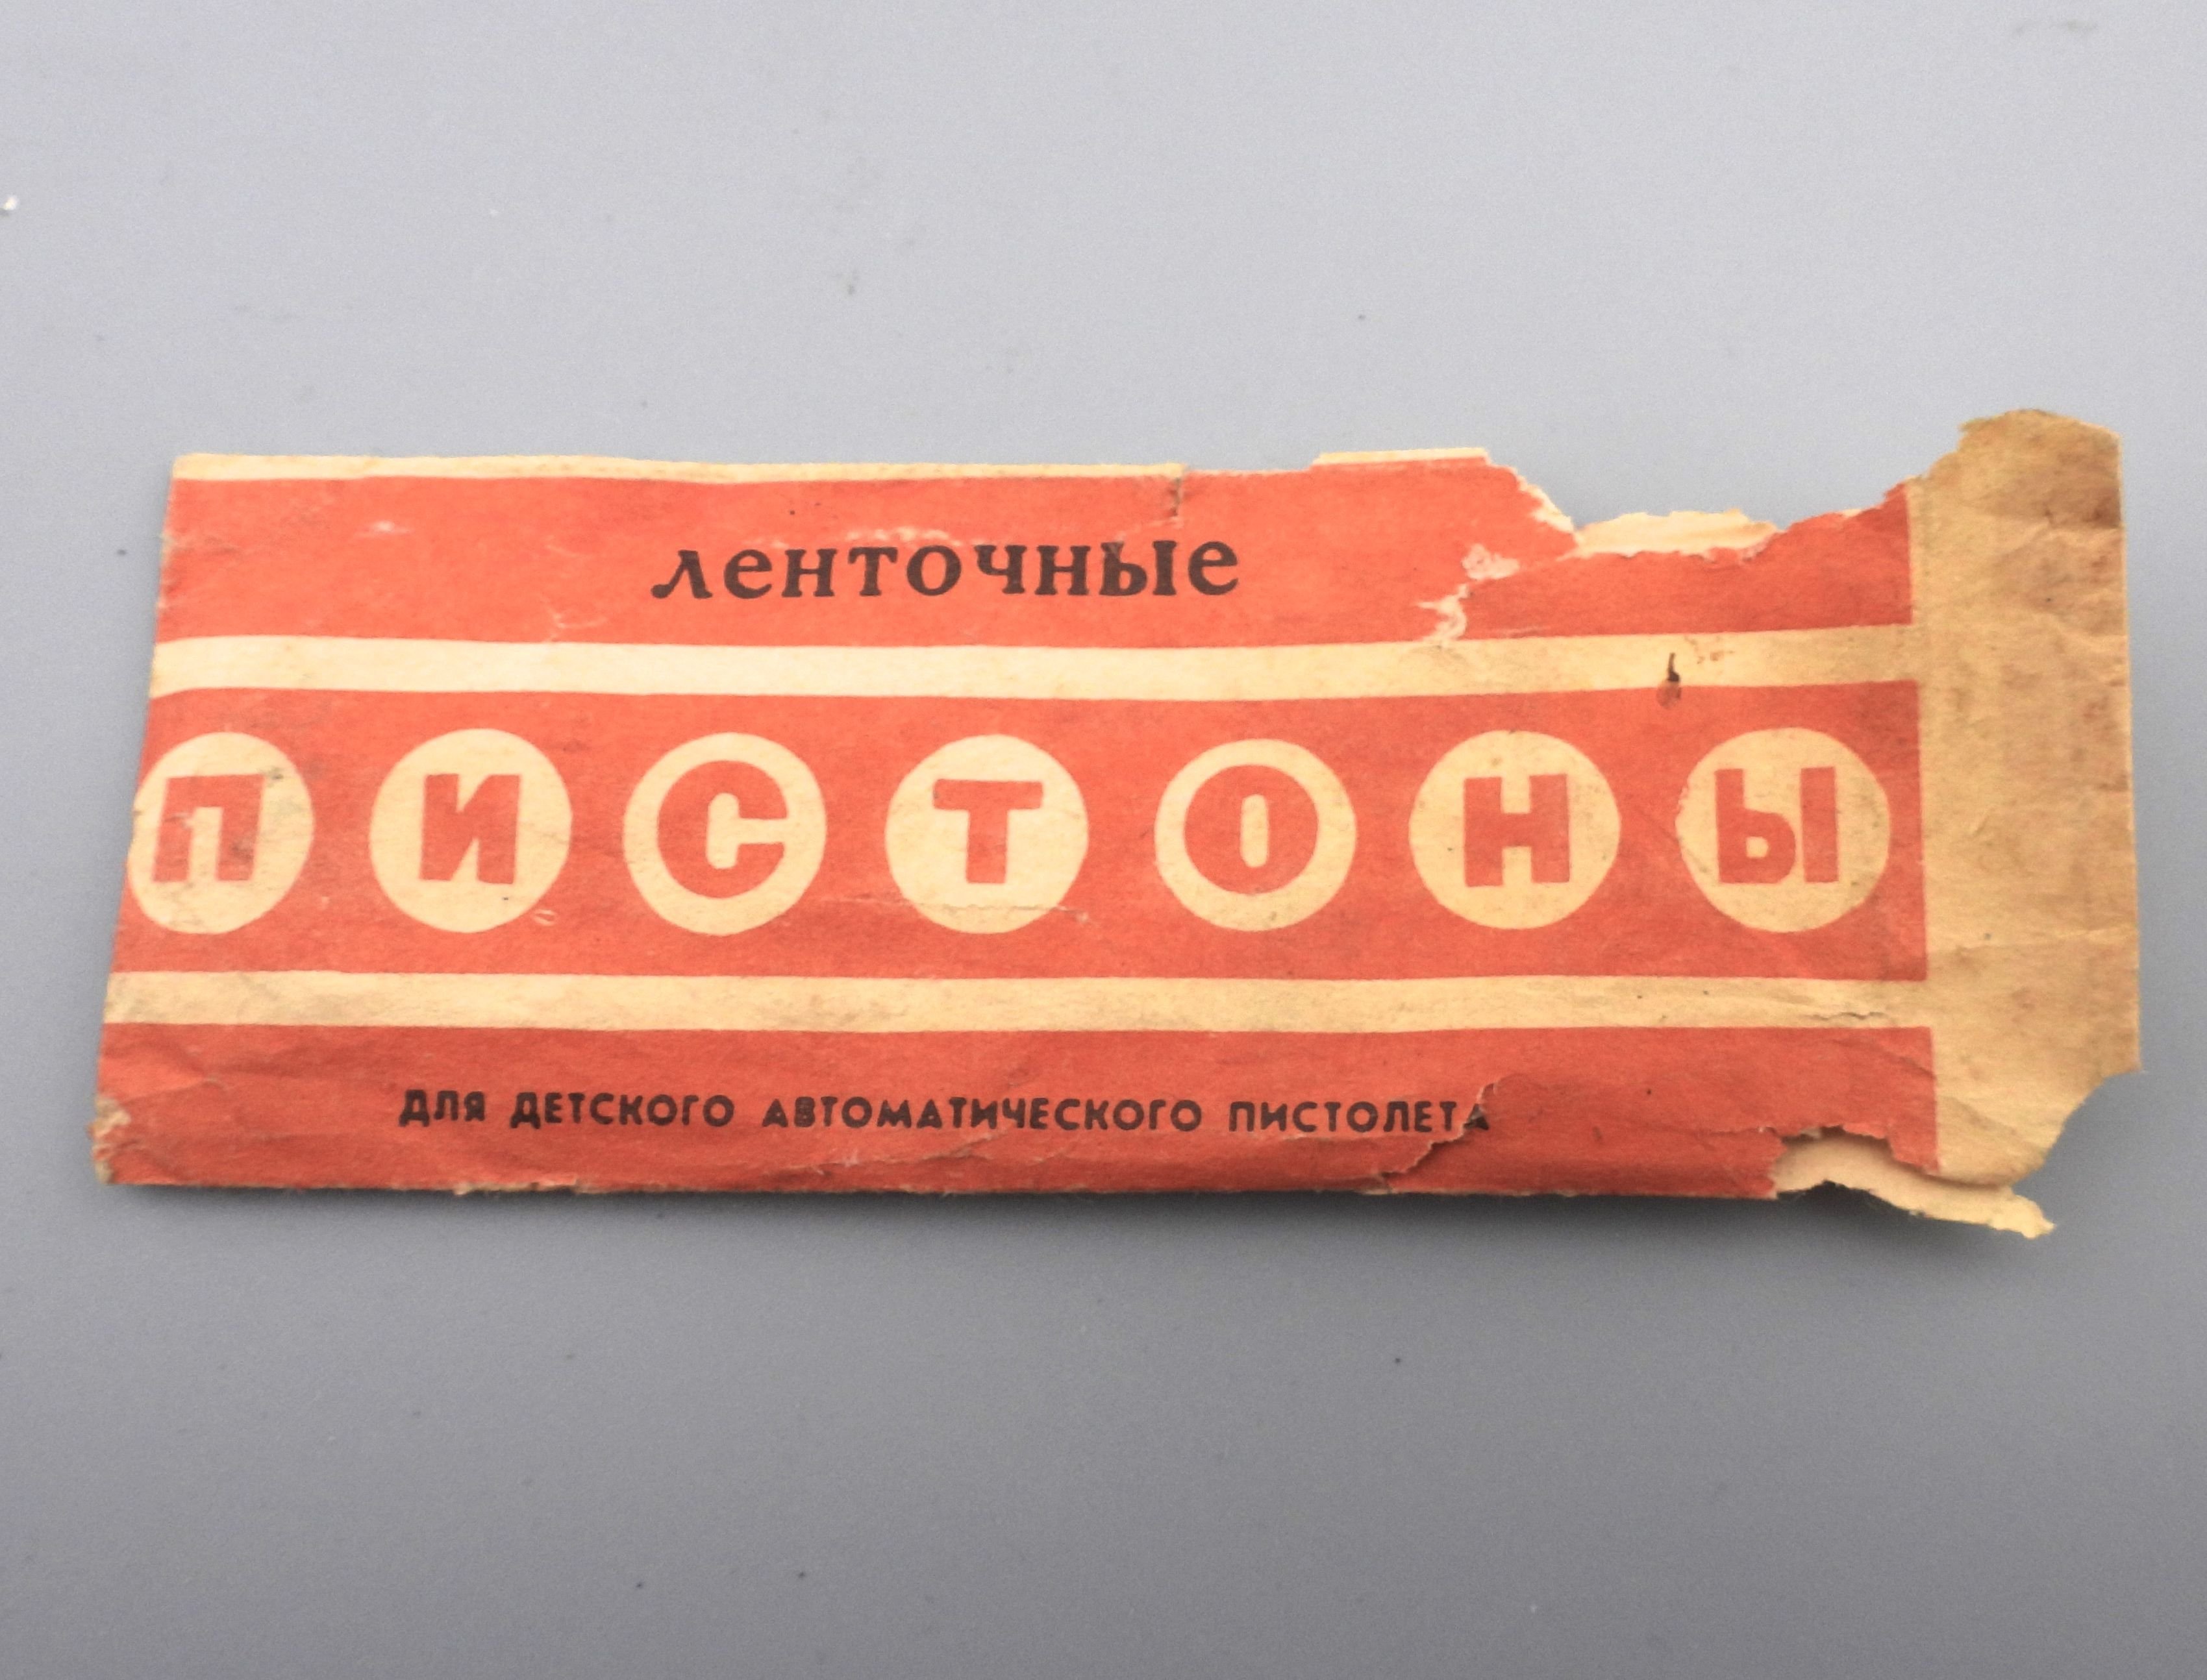 ленточные
ПИСТОНЫ
ДЛЯ ДЕТСКОГО АВТОМАТИЧЕСКОГО ПИСТОЛЕТА